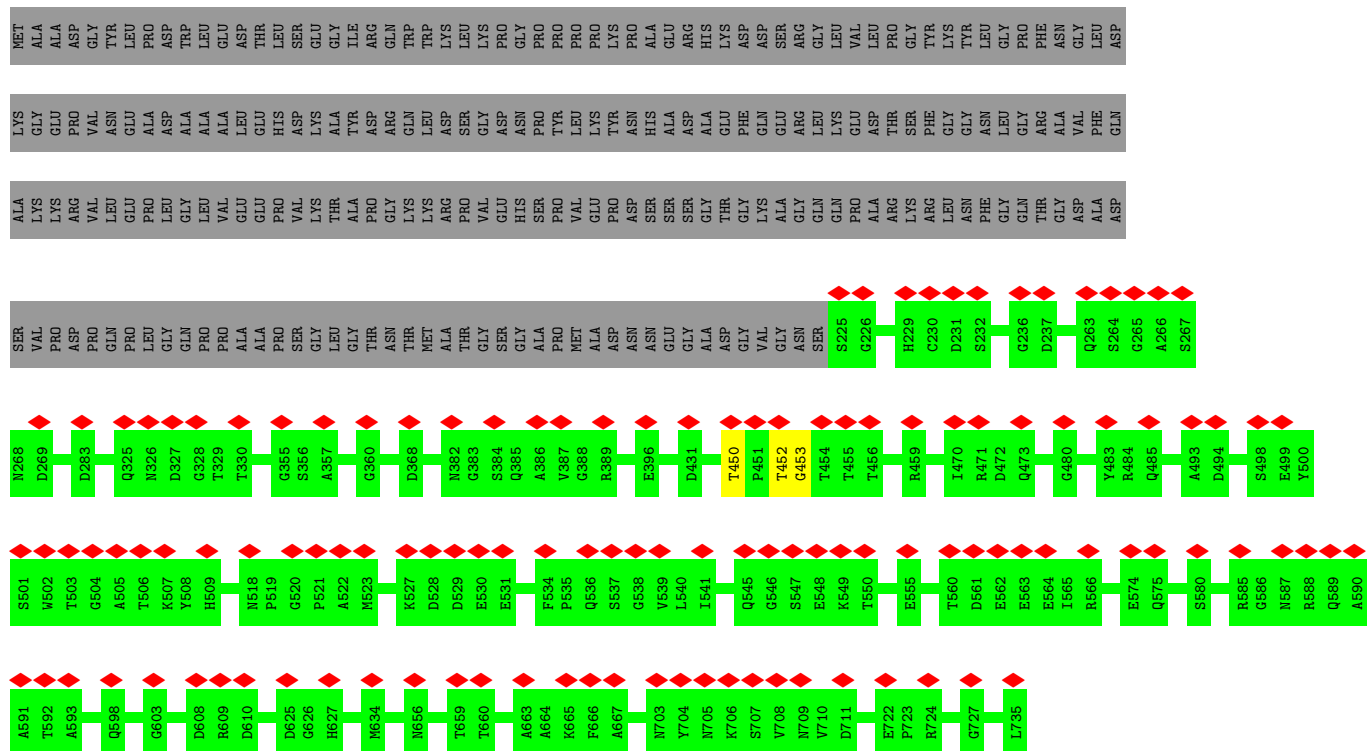 MET ALA ALA ASP GLY TYR LEU PRO ASP TRP LEU GLU ASP THR LEU SER GLU GLY ILE ARG GLN TRP TRP LYS LEU LYS PRO GLY PRO PRO PRO PRO LYS PRO ALA GLU ARG HIS LYS ASP ASP SER ARG GLY LEU VAL LEU PRO GLY TYR LYS TYR LEU GLY PRO PHE ASN GLY LEU ASP
LYS GLY GLU PRO VAL ASN GLU ALA ASP ALA ALA ALA LEU GLU HIS ASP LYS ALA TYR ASP ARG GLN LEU ASP SER GLY ASP ASN PRO TYR LEU LYS TYR ASN HIS ALA ASP ALA GLU PHE GLN GLU ARG LEU LYS GLU ASP THR SER PHE GLY GLY ASN LEU GLY ARG ALA VAL PHE GLN
ALA LYS LYS ARG VAL LEU GLU PRO LEU GLY LEU VAL GLU GLU PRO VAL LYS THR ALA PRO GLY LYS LYS ARG PRO VAL GLU HIS SER PRO VAL GLU PRO ASP SER SER SER GLY THR GLY LYS ALA GLY GLN GLN PRO ALA ARG LYS ARG LEU ASN PHE GLY GLN THR GLY ASP ALA ASP
SER VAL PRO ASP PRO GLN PRO LEU GLY GLN PRO PRO ALA ALA PRO SER GLY LEU GLY THR ASN THR MET ALA THR GLY SER GLY ALA PRO MET ALA ASP ASN ASN GLU GLY ALA ASP GLY VAL GLY ASN SER S225 G226 H229 C230 D231 S232 G236 D237 Q263 S264 G265 A266 S267
N268 D269 D283 Q325 N326 D327 G328 T329 T330 G355 S356 A357 G360 D368 N382 G383 S384 Q385 A386 V387 G388 R389 E396 D431 T450 P451 T452 G453 T454 T455 T456 R459 I470 R471 D472 Q473 G480 Y483 R484 Q485 A493 D494 S498 E499 Y500
S501 W502 T503 G504 A505 T506 K507 Y508 H509 N518 P519 G520 P521 A522 M523 K527 D528 D529 E530 E531 F534 P535 Q536 S537 G538 V539 L540 I541 Q545 G546 S547 E548 K549 T550 E555 T560 D561 E562 E563 E564 I565 R566 E574 Q575 S580 R585 G586 N587 R588 Q589 A590
A591 T592 A593 Q598 G603 D608 R609 D610 D625 G626 H627 M634 N656 T659 T660 A663 A664 K665 F666 A667 N703 Y704 N705 K706 S707 V708 N709 V710 D711 E722 P723 R724 G727 L735